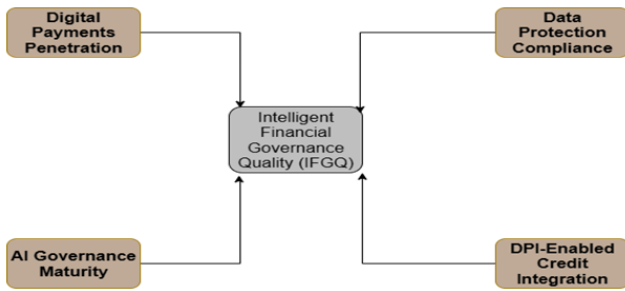 Digital
Payments
Penetration
Data
Protection
Compliance
Intelligent
Financial
Governance
Quality (IFGQ)
AI Governance
Maturity
DPI-Enabled
Credit
Integration